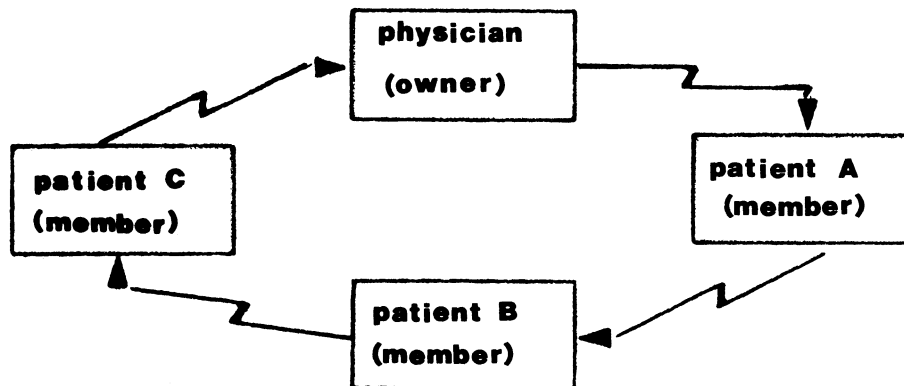 physician
(owner)
patient A
(member)
patient B
(member)
patient C
(member)